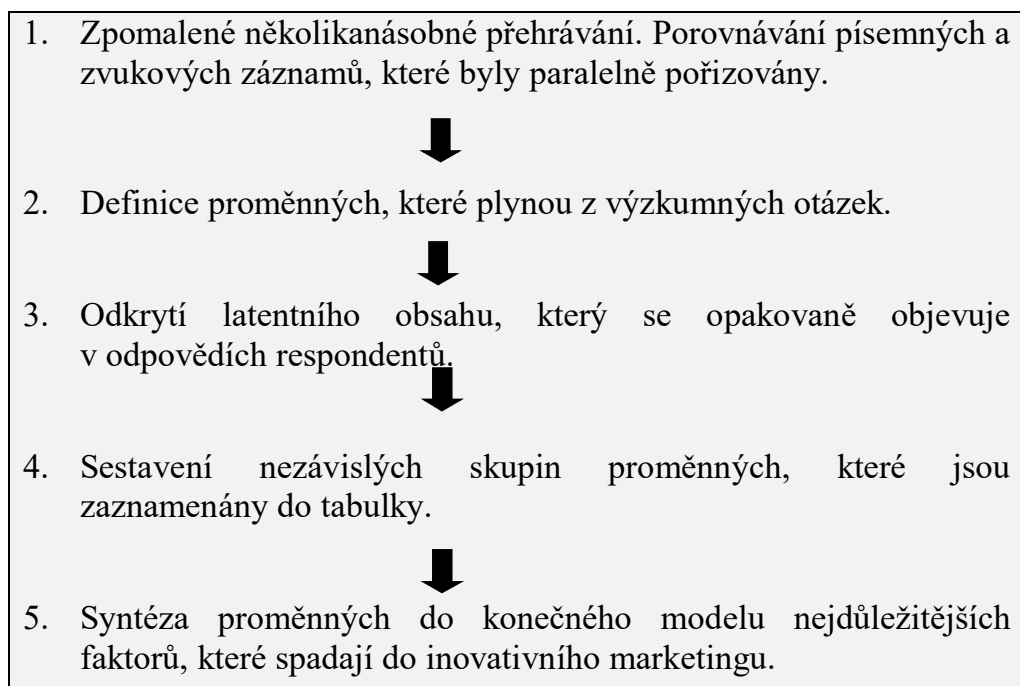 1. Zpomalené několikanásobné přehrávání. Porovnávání písemných a
zvukových záznamů, které byly paralelně pořizovány.
2. Definice proměnných, které plynou z výzkumných otázek.
3. Odkrytí latentního obsahu, který se opakovaně objevuje
v odpovědích respondentů.
4. Sestavení nezávislých skupin proměnných, které jsou
zaznamenány do tabulky.
5. Syntéza proměnných do konečného modelu nejdůležitějších
faktorů, které spadají do inovativního marketingu.